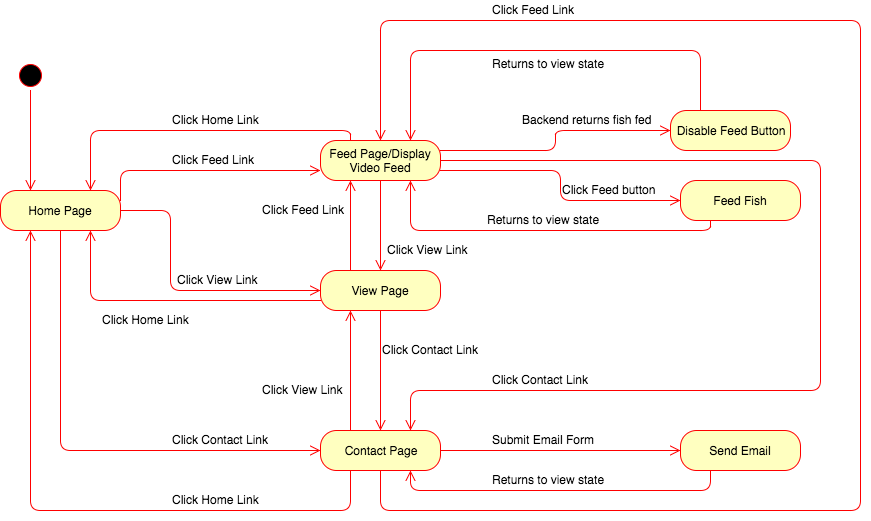 Click Feed Link
Returns to view state
Click Home Link
Backend returns fish fed
Disable Feed Button
Feed Page/Display
Video Feed
Click Feed Link
Click Feed button
Feed Fish
Home Page
Click Feed Link
Returns to view state
Click View Link
Click View Link
View Page
Click Home Link
Click Contact Link
Click View Link
Click Contact Link
Click Contact Link
Submit Email Form
Contact Page
Send Email
Returns to view state
Click Home Link